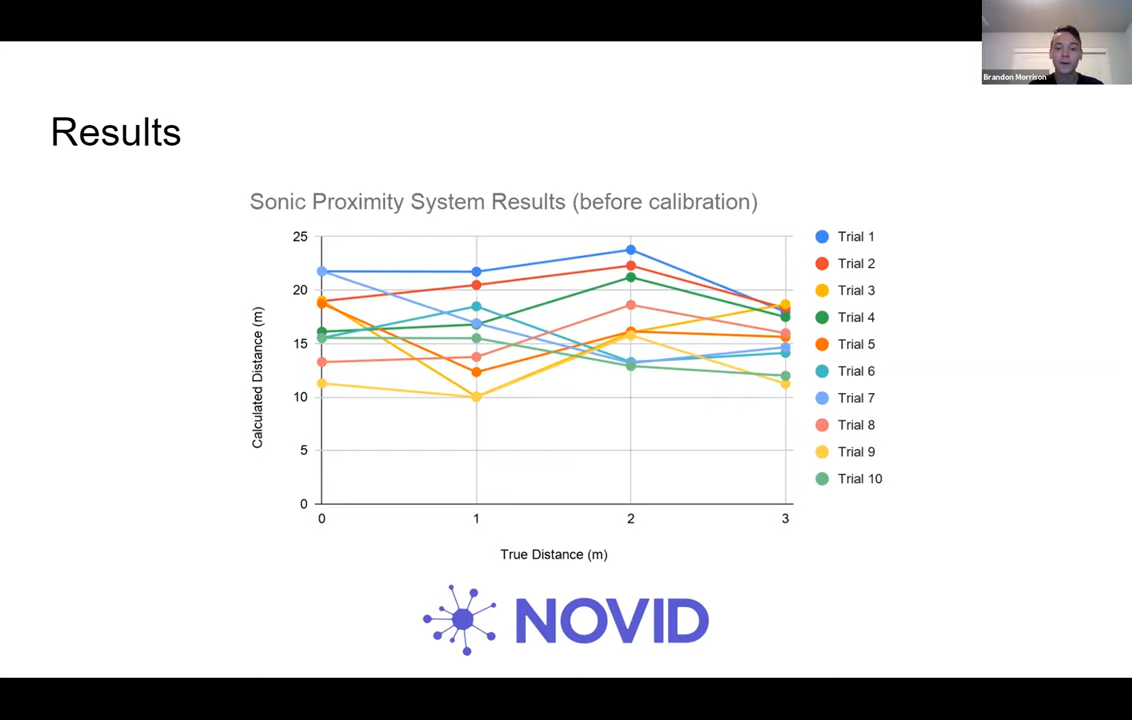 Brandon Morrison
Results
Sonic Proximity System Results (before calibration)
25
20
15
10
5
0
Calculated Distance (m)
0 1 2 3
True Distance (m)
Trial 1
Trial 2
Trial 3
Trial 4
Trial 5
Trial 6
Trial 7
Trial 8
Trial 9
Trial 10
NOVID